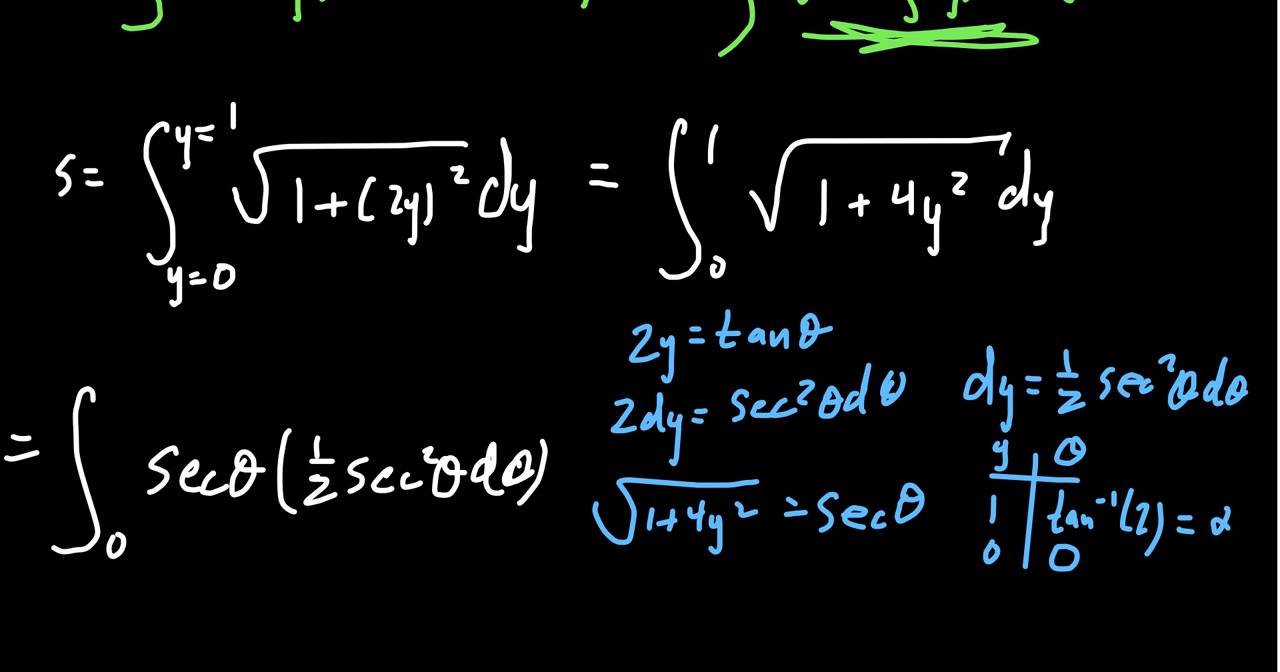 s= ∫_{y=0}^{y=1} √(1+(2y)²) dy = ∫_0^1 √(1+4y²) dy
2y = tanθ
2dy = sec²θdθ
dy = ½ sec²θdθ
= ∫_0 secθ(½ sec²θdθ)
√(1+4y²) = secθ
y | θ
1 | tan⁻¹(2) = α
0 | 0